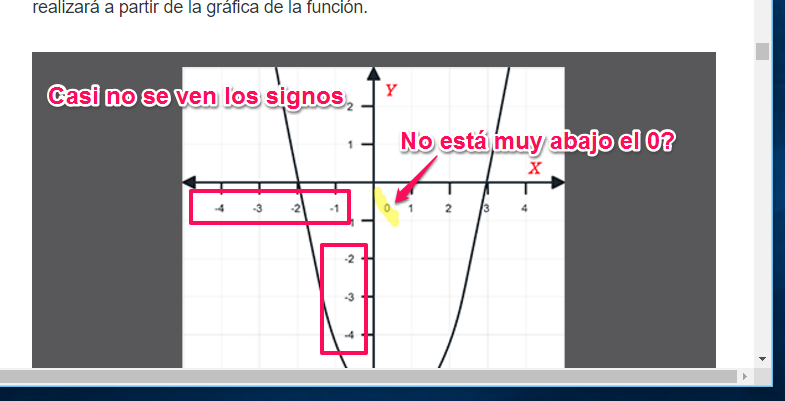 realizará a partir de la gráfica de la función.
Casi no se ven los signos
2
Y
1
No está muy abajo el 0?
X
-4 -3 -2 -1 0 1 2 3 4
1
-2
-3
-4